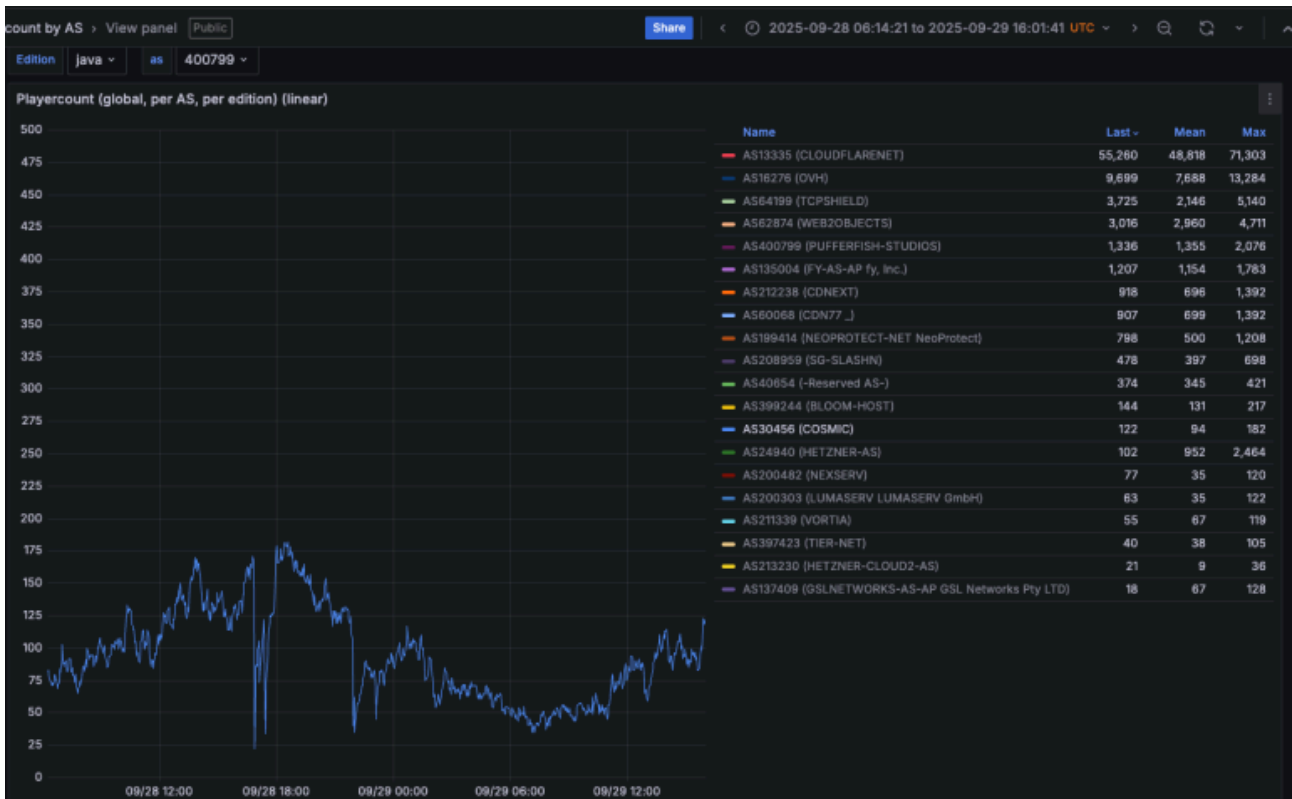 count by AS › View panel Public Share 2025-09-28 06:14:21 to 2025-09-29 16:01:41 UTC
Edition java as 400799
Playercount (global, per AS, per edition) (linear)
500
475
450
425
400
375
350
325
300
275
250
225
200
175
150
125
100
75
50
25
0
09/28 12:00 09/28 18:00 09/29 00:00 09/29 06:00 09/29 12:00
Name Last Mean Max
AS13335 (CLOUDFLARENET) 55,260 48,818 71,303
AS16276 (OVH) 9,699 7,688 13,284
AS64199 (TCPSHIELD) 3,725 2,146 5,140
AS62874 (WEB2OBJECTS) 3,016 2,960 4,711
AS400799 (PUFFERFISH-STUDIOS) 1,336 1,355 2,076
AS135004 (FY-AS-AP fy, Inc.) 1,207 1,154 1,783
AS212238 (CDNEXT) 918 696 1,392
AS60068 (CDN77 _) 907 699 1,392
AS199414 (NEOPROTECT-NET NeoProtect) 798 500 1,208
AS208959 (SG-SLASHN) 478 397 698
AS40654 (-Reserved AS-) 374 345 421
AS399244 (BLOOM-HOST) 144 131 217
AS30456 (COSMIC) 122 94 182
AS24940 (HETZNER-AS) 102 952 2,464
AS200482 (NEXSERV) 77 35 120
AS200303 (LUMASERV LUMASERV GmbH) 63 35 122
AS211339 (VORTIA) 55 67 119
AS397423 (TIER-NET) 40 38 105
AS213230 (HETZNER-CLOUD2-AS) 21 9 36
AS137409 (GSLNETWORKS-AS-AP GSL Networks Pty LTD) 18 67 128